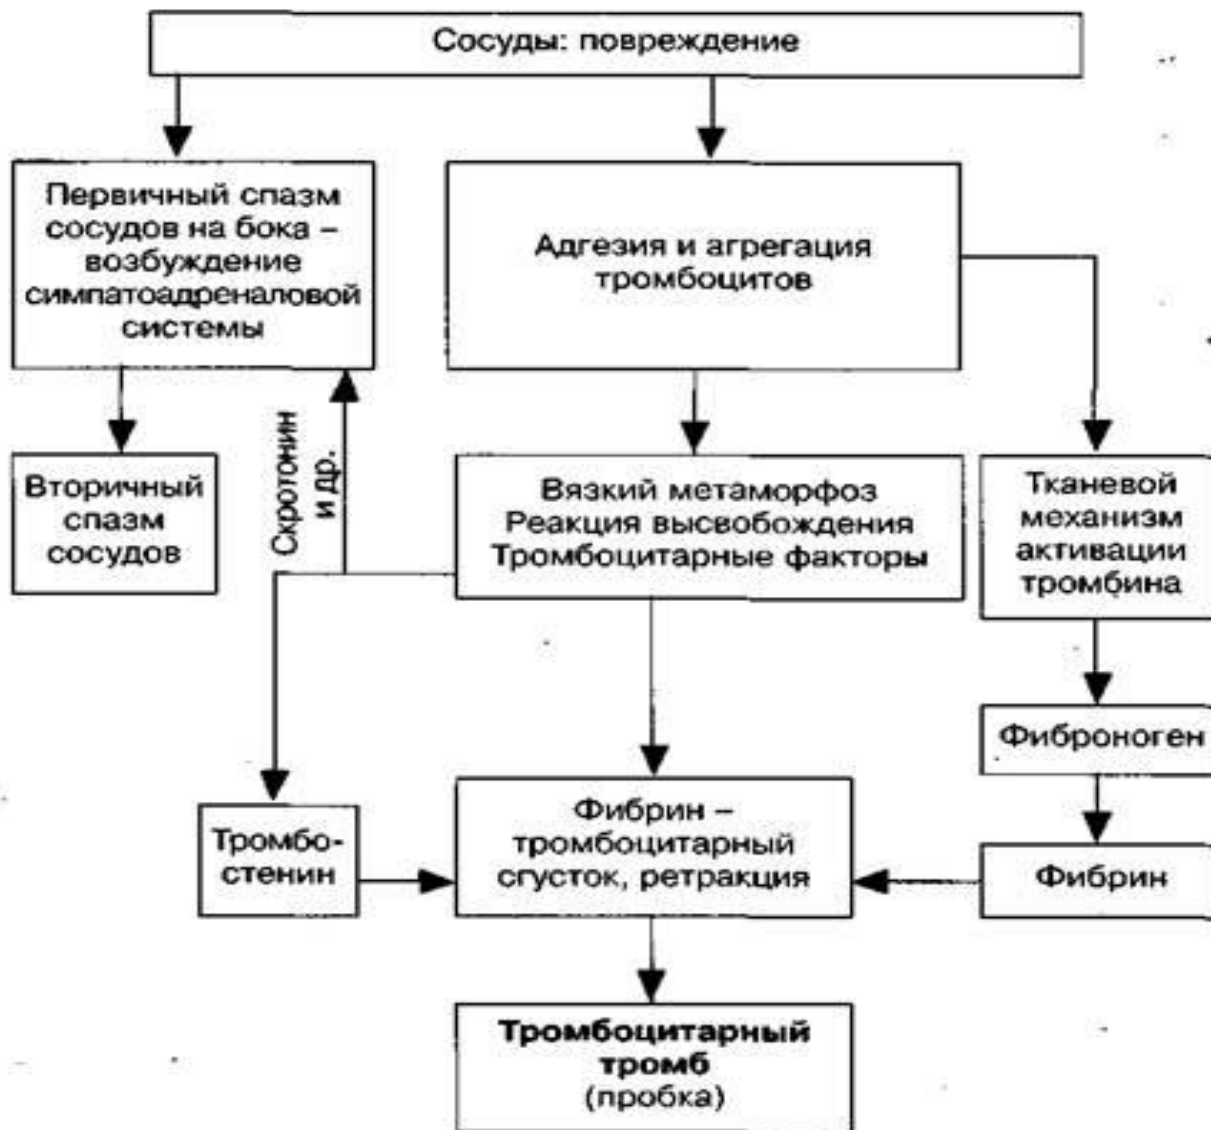 Сосуды: повреждение
Первичный спазм
сосудов на бока –
возбуждение
симпатоадреналовой
системы
Адгезия и агрегация
тромбоцитов
Скротонин
и др.
Вторичный
спазм
сосудов
Вязкий метаморфоз
Реакция высвобождения
Тромбоцитарные факторы
Тканевой
механизм
активации
тромбина
Фиброноген
Тромбо-
стенин
Фибрин –
тромбоцитарный
сгусток, ретракция
Фибрин
Тромбоцитарный
тромб
(пробка)